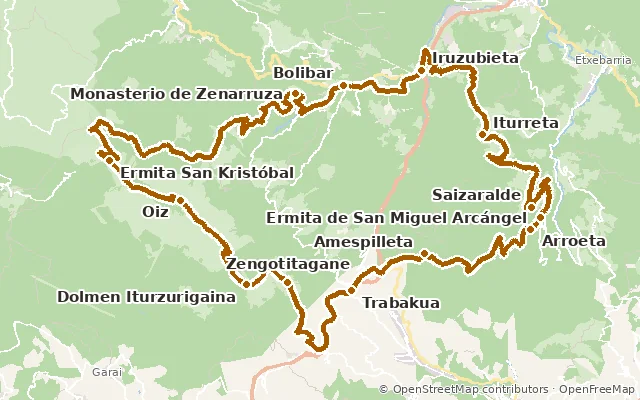 Iruzubieta
Etxebarria
Bolibar
Monasterio de Zenarruza
Iturreta
Ermita San Kristóbal
Saizaralde
Oiz
Ermita de San Miguel Arcángel
Amespilleta
Arroeta
Zengotitagane
Dolmen Iturzurigaina
Trabakua
Garai
© OpenStreetMap contributors · OpenFreeMap